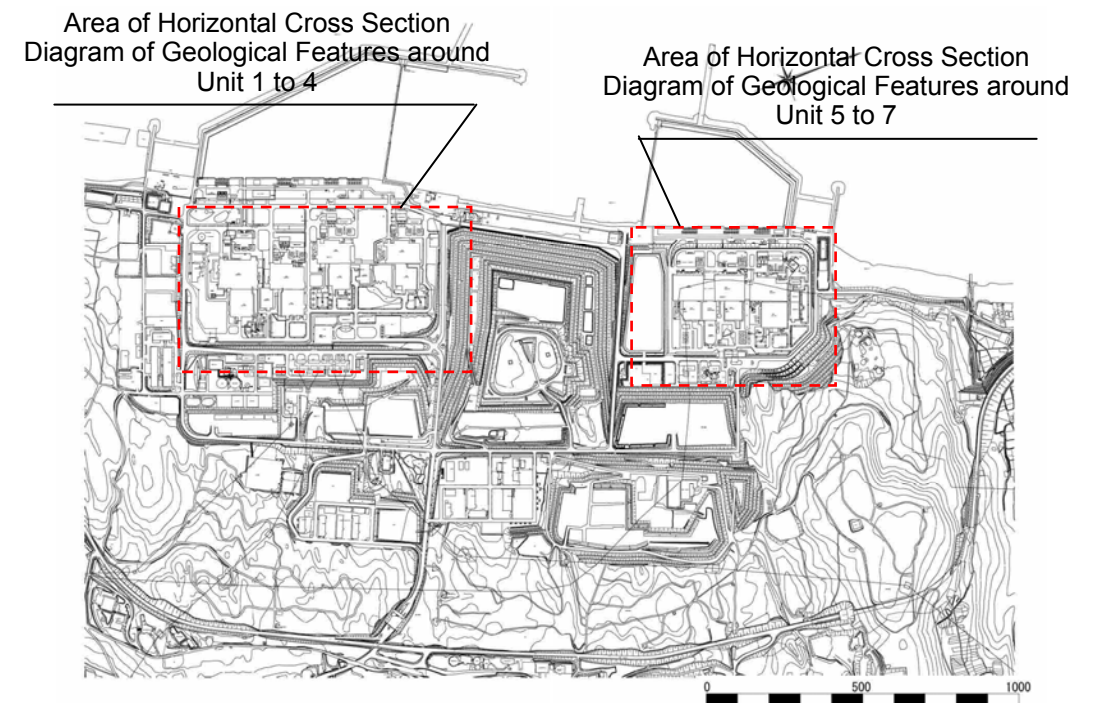 Area of Horizontal Cross Section
Diagram of Geological Features around
Unit 1 to 4
Area of Horizontal Cross Section
Diagram of Geological Features around
Unit 5 to 7
0 500 1000